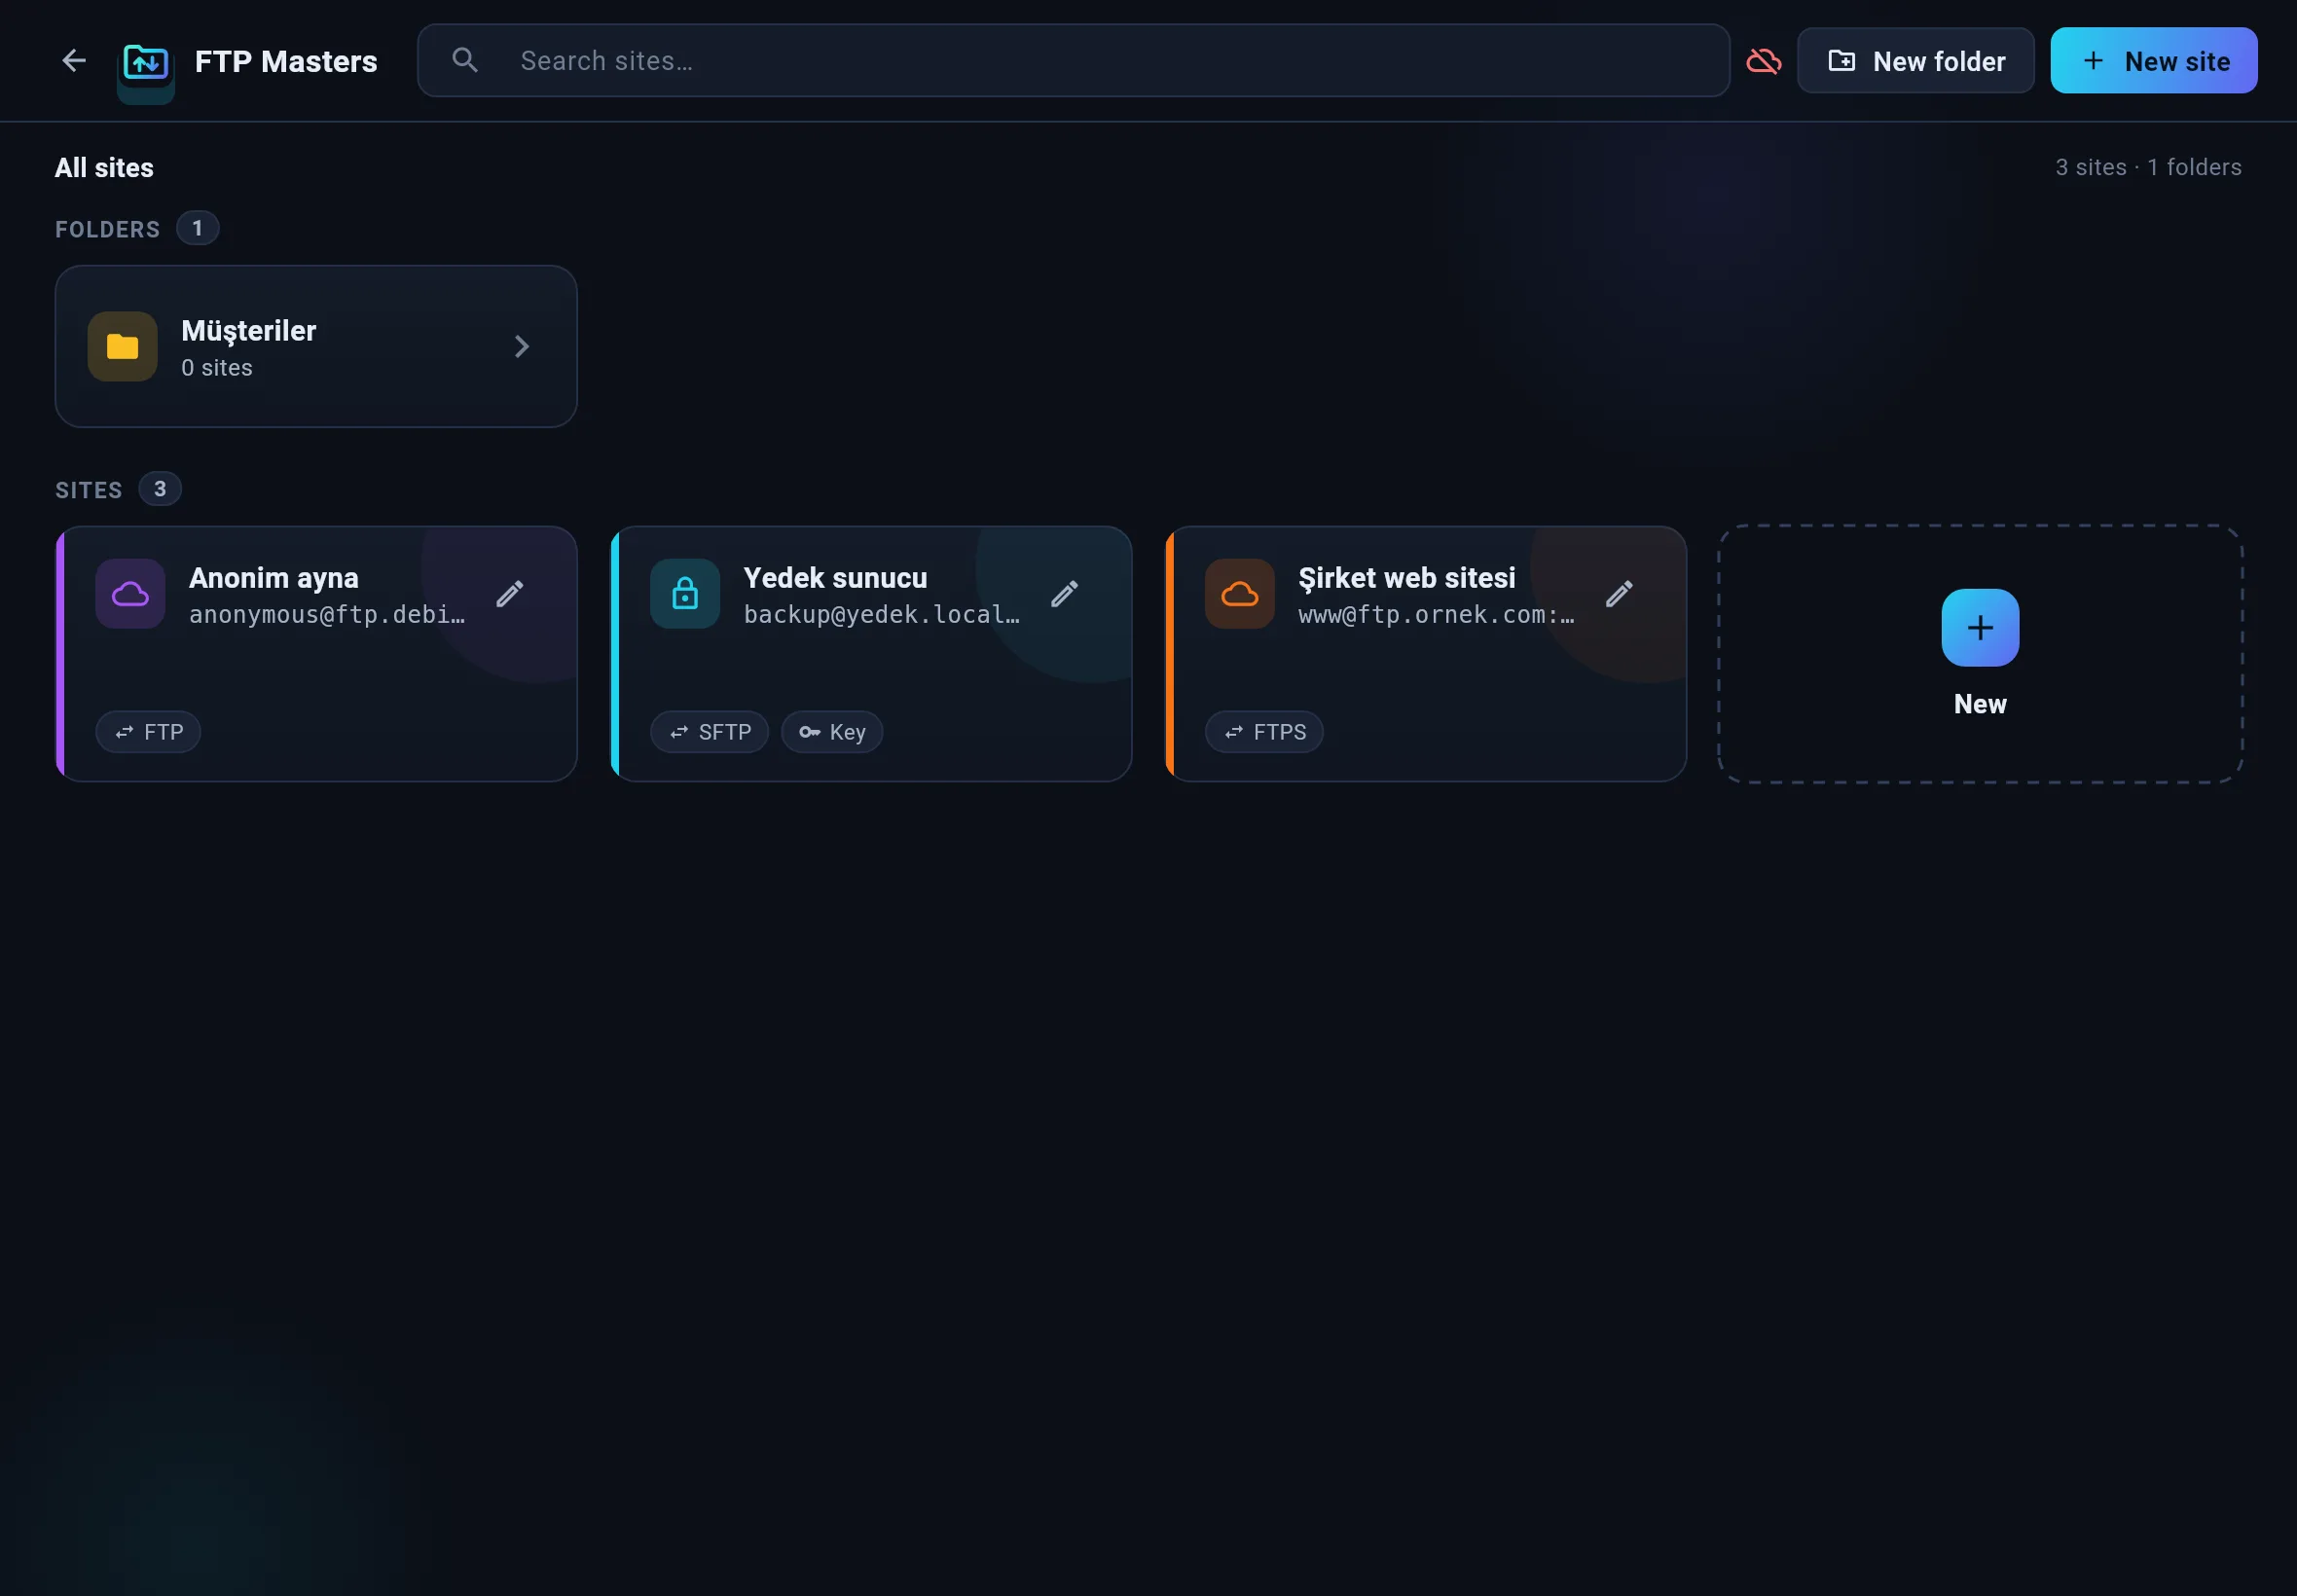 FTP Masters
Search sites…
New folder
New site
All sites
3 sites · 1 folders
FOLDERS 1
Müşteriler
0 sites
SITES 3
Anonim ayna
anonymous@ftp.debi…
FTP
Yedek sunucu
backup@yedek.local…
SFTP
Key
Şirket web sitesi
www@ftp.ornek.com:…
FTPS
New